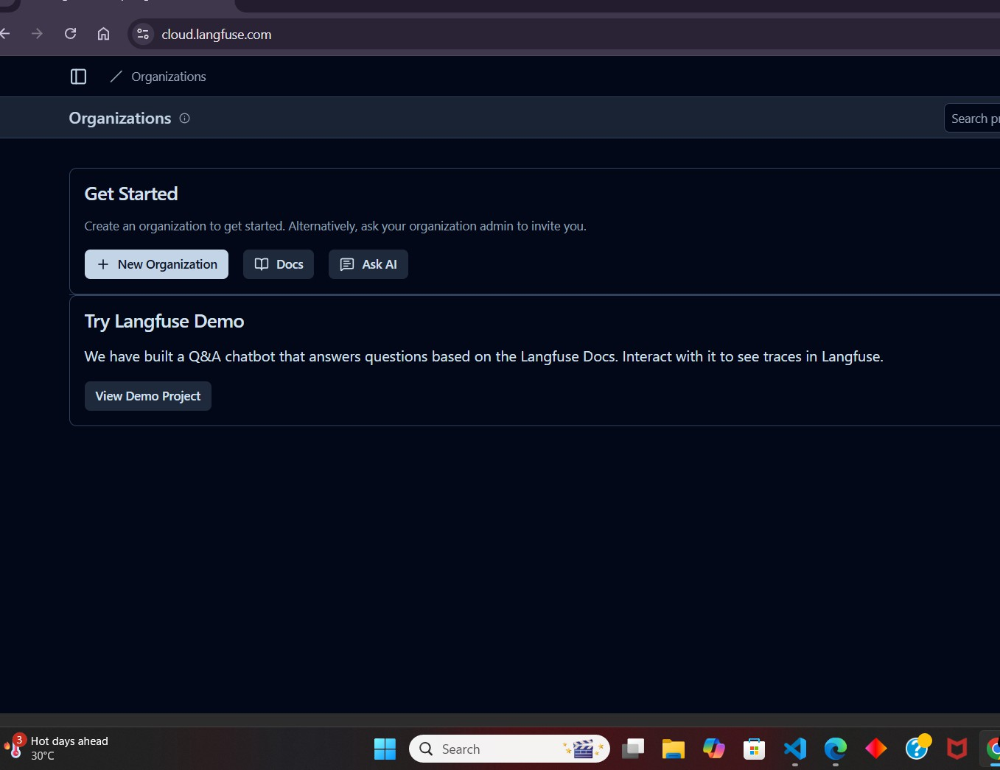 cloud.langfuse.com
Organizations
Organizations
Search pr
Get Started
Create an organization to get started. Alternatively, ask your organization admin to invite you.
New Organization
Docs
Ask AI
Try Langfuse Demo
We have built a Q&A chatbot that answers questions based on the Langfuse Docs. Interact with it to see traces in Langfuse.
View Demo Project
3
Hot days ahead
30°C
Search